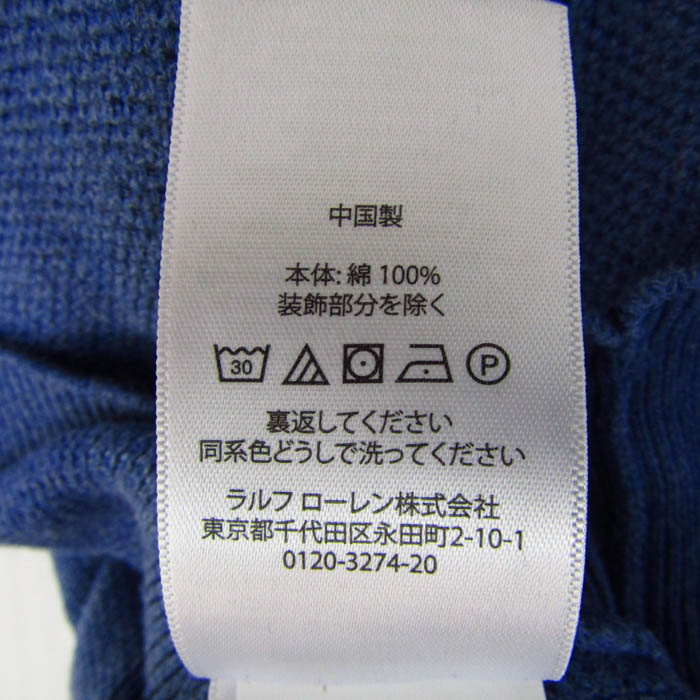 中国製
本体: 綿 100%
装飾部分を除く
30 P
裏返してください
同系色どうしで洗ってください
ラルフ ローレン株式会社
東京都千代田区永田町2-10-1
0120-3274-20